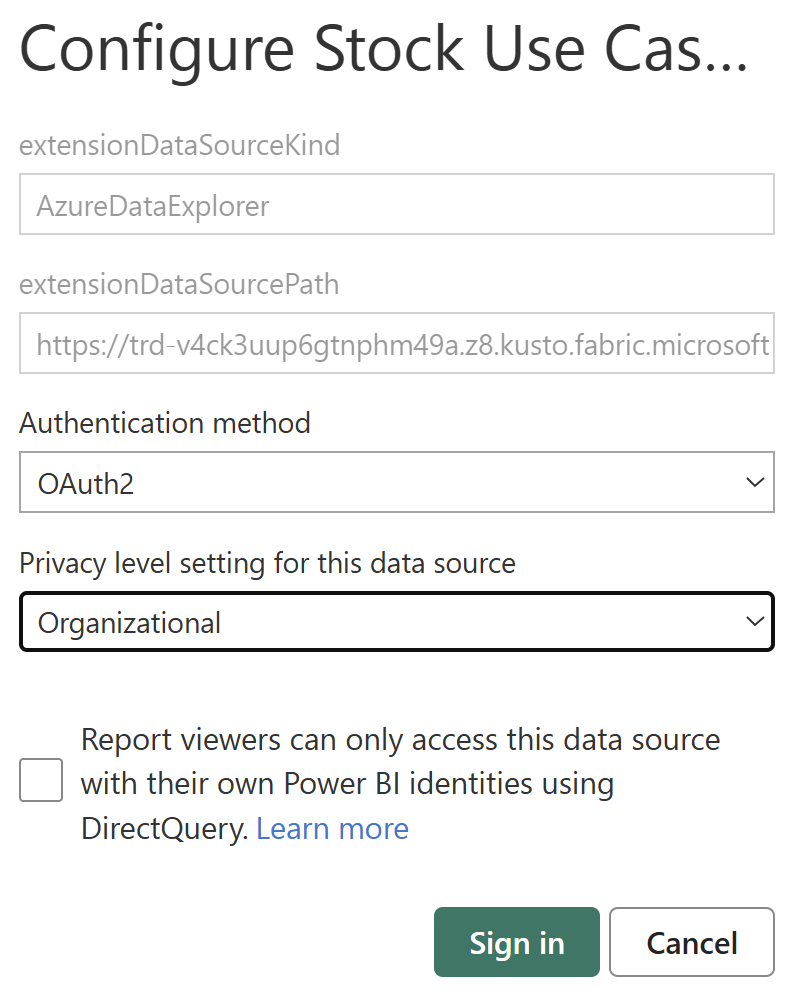 Configure Stock Use Cas...
extensionDataSourceKind
AzureDataExplorer
extensionDataSourcePath
https://trd-v4ck3uup6gtnphm49a.z8.kusto.fabric.microsoft
Authentication method
OAuth2
Privacy level setting for this data source
Organizational
Report viewers can only access this data source
with their own Power BI identities using
DirectQuery. Learn more
Sign in Cancel